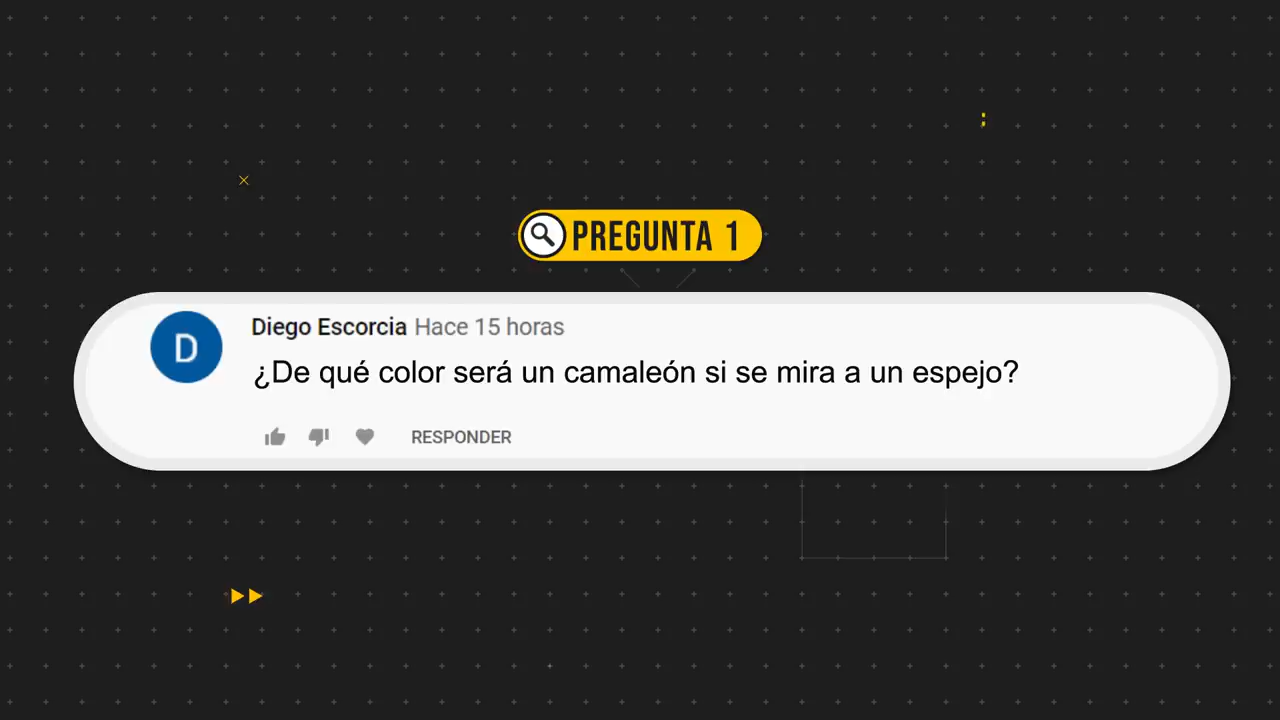 PREGUNTA 1
D
Diego Escorcia Hace 15 horas
¿De qué color será un camaleón si se mira a un espejo?
RESPONDER